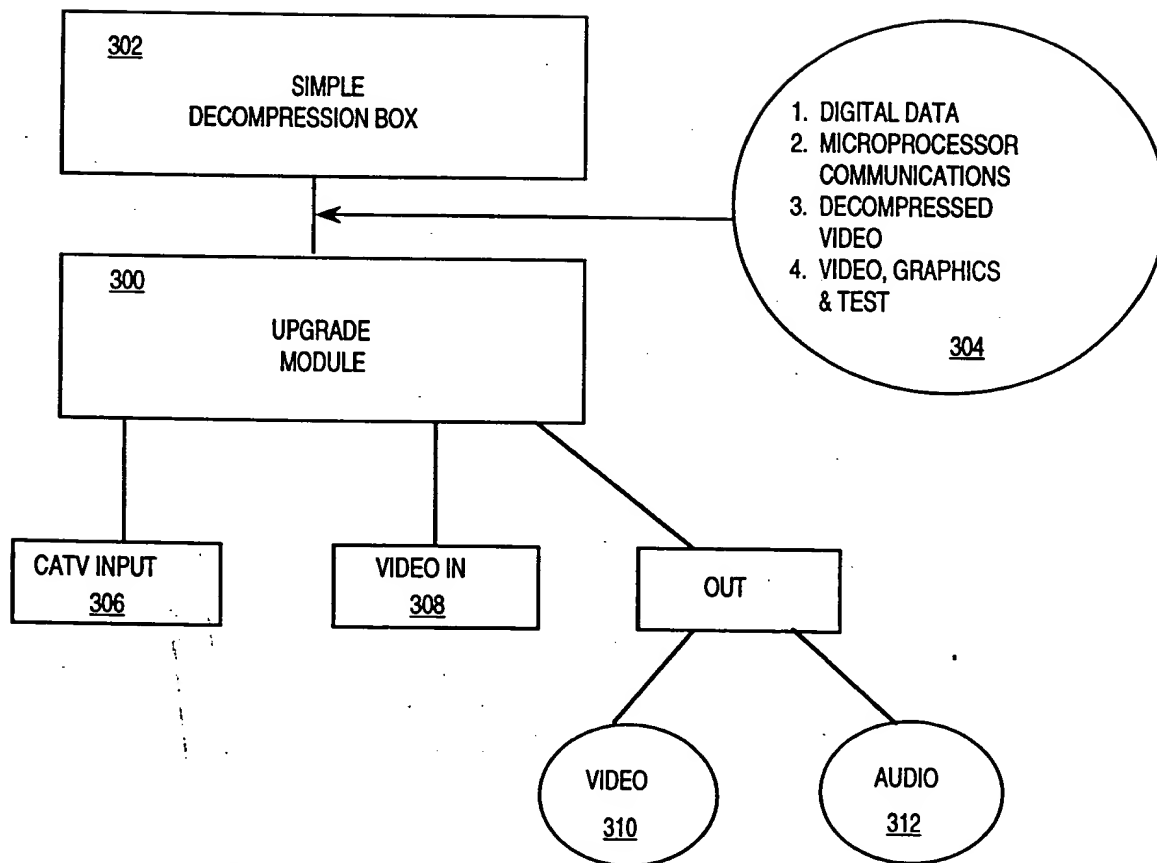 302
SIMPLE
DECOMPRESSION BOX
1. DIGITAL DATA
2. MICROPROCESSOR
COMMUNICATIONS
3. DECOMPRESSED
VIDEO
4. VIDEO, GRAPHICS
& TEST
304
300
UPGRADE
MODULE
CATV INPUT
306
VIDEO IN
308
OUT
VIDEO
310
AUDIO
312